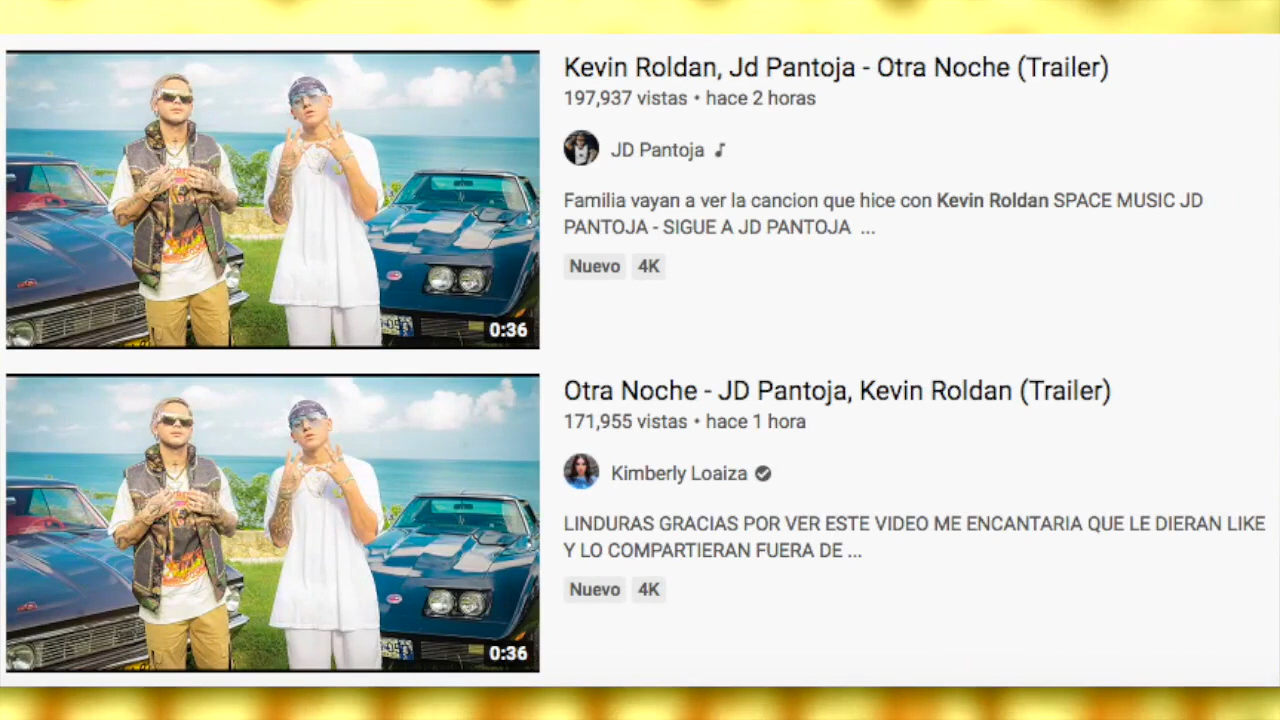 Kevin Roldan, Jd Pantoja - Otra Noche (Trailer)
197,937 vistas • hace 2 horas
JD Pantoja
Familia vayan a ver la cancion que hice con Kevin Roldan SPACE MUSIC JD
PANTOJA - SIGUE A JD PANTOJA ...
Nuevo 4K
0:36
Otra Noche - JD Pantoja, Kevin Roldan (Trailer)
171,955 vistas • hace 1 hora
Kimberly Loaiza
LINDURAS GRACIAS POR VER ESTE VIDEO ME ENCANTARIA QUE LE DIERAN LIKE
Y LO COMPARTIERAN FUERA DE ...
Nuevo 4K
0:36